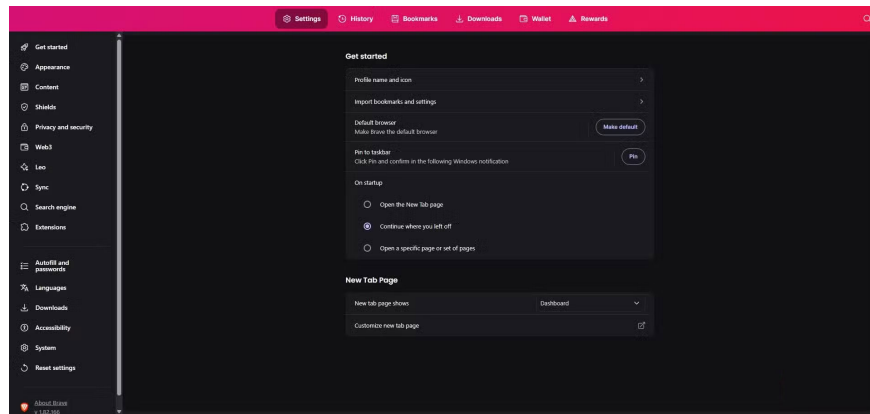 Settings
History
Bookmarks
Downloads
Wallet
Rewards
Get started
Appearance
Content
Shields
Privacy and security
Web3
Leo
Sync
Search engine
Extensions
Autofill and
passwords
Languages
Downloads
Accessibility
System
Reset settings
About Brave
v 1.82.166
Get started
Profile name and icon
Import bookmarks and settings
Default browser
Make Brave the default browser
Make default
Pin to taskbar
Click Pin and confirm in the following Windows notification
Pin
On startup
Open the New Tab page
Continue where you left off
Open a specific page or set of pages
New Tab Page
New tab page shows
Dashboard
Customize new tab page